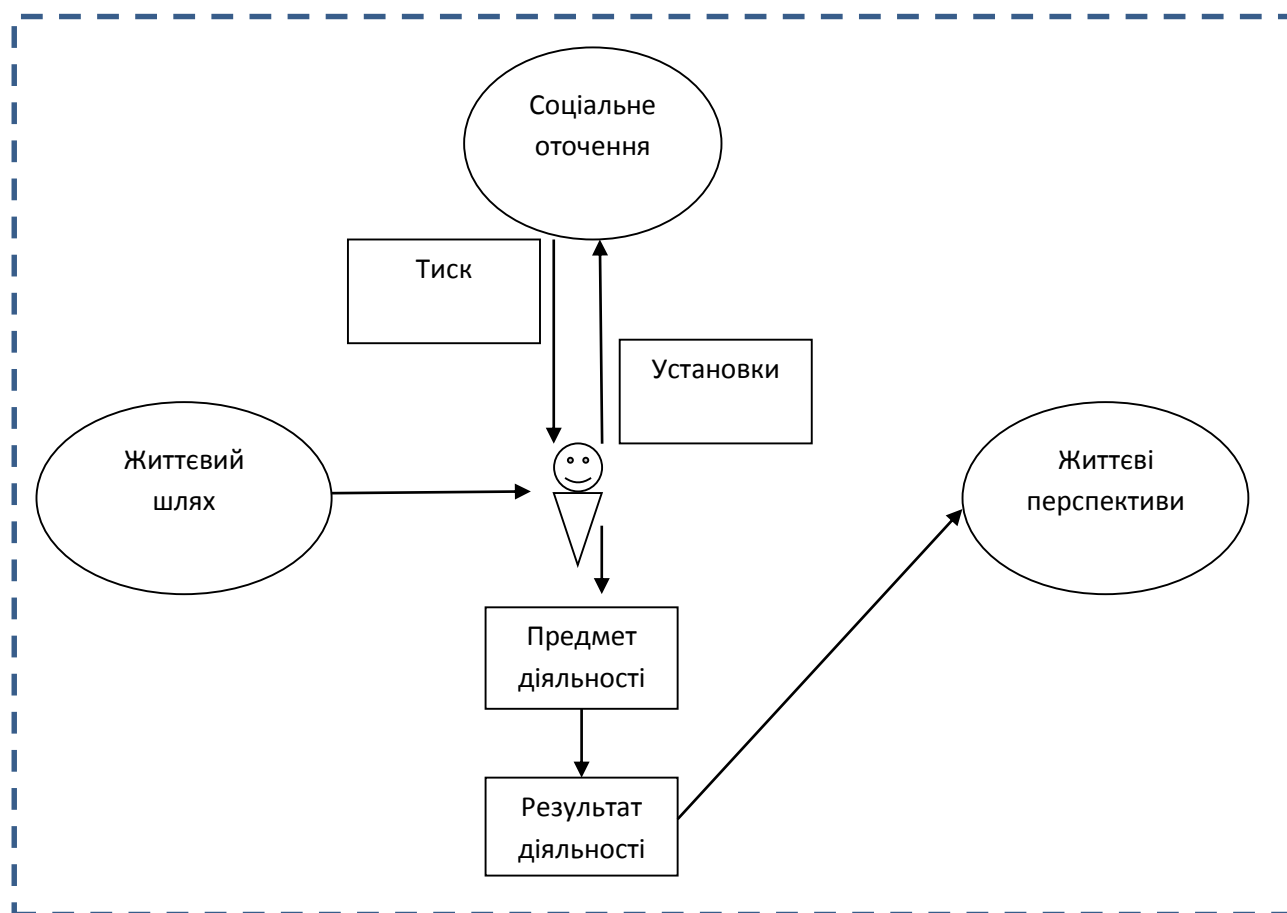 Соціальне
оточення
Тиск
Установки
Життєвий
шлях
Життєві
перспективи
Предмет
діяльності
Результат
діяльності